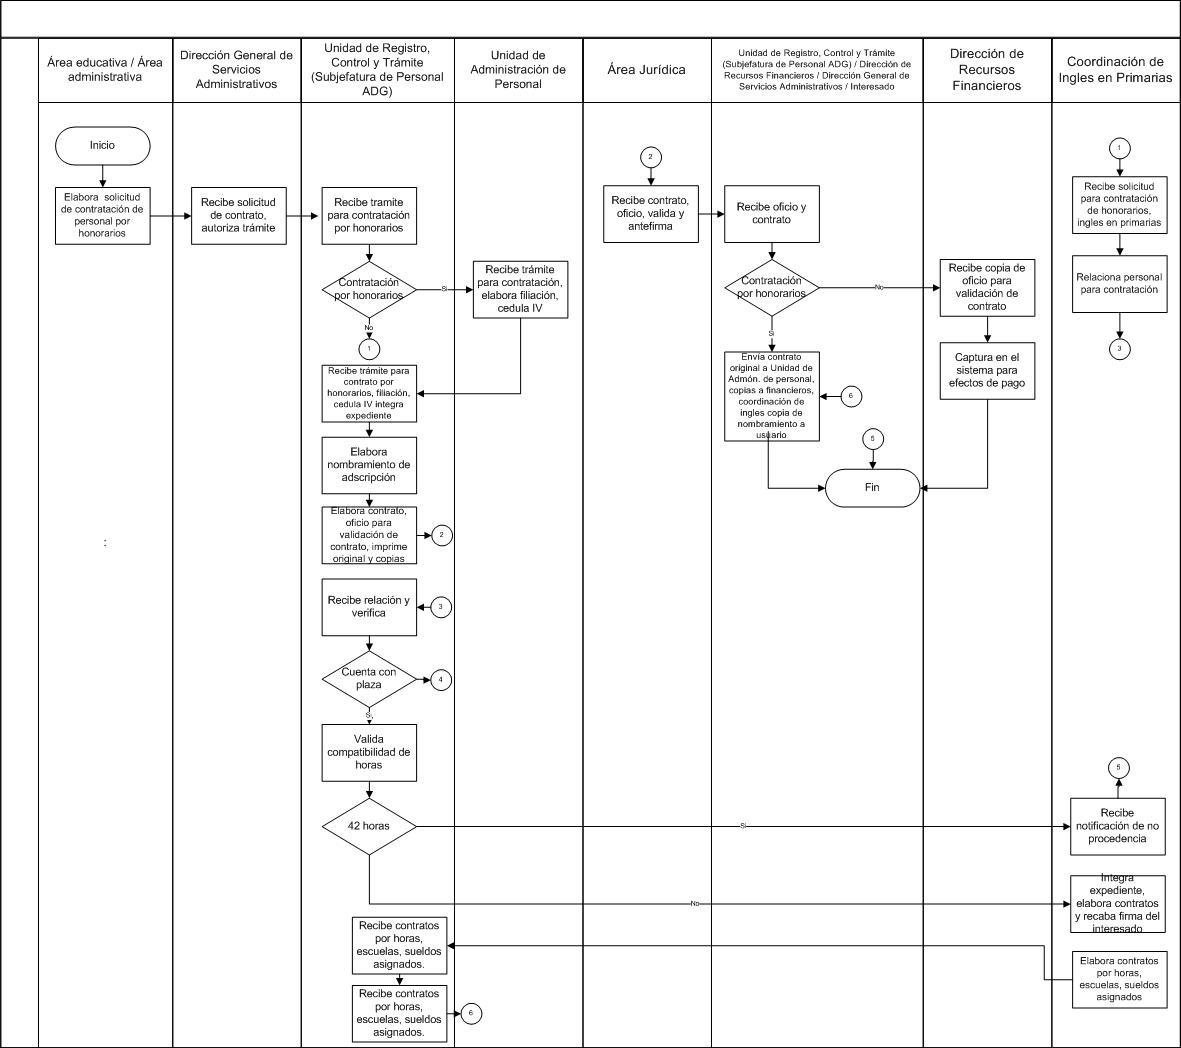 Área educativa / Área
administrativa
Dirección General de
Servicios
Administrativos
Unidad de Registro,
Control y Trámite
(Subjefatura de Personal
ADG)
Unidad de
Administración de
Personal
Área Jurídica
Unidad de Registro, Control y Trámite
(Subjefatura de Personal ADG) / Dirección de
Recursos Financieros / Dirección General de
Servicios Administrativos / Interesado
Dirección de
Recursos
Financieros
Coordinación de
Ingles en Primarias
Inicio
Elabora solicitud
de contratación de
personal por
honorarios
Recibe solicitud
de contrato,
autoriza trámite
Recibe tramite
para contratación
por honorarios
Contratación
por honorarios
Si
No
1
Recibe trámite
para contratación,
elabora filiación,
cedula IV
Recibe trámite para
contrato por
honorarios, filiación,
cedula IV integra
expediente
Elabora
nombramiento de
adscripción
Elabora contrato,
oficio para
validación de
contrato, imprime
original y copias
2
Recibe relación y
verifica
3
Cuenta con
plaza
4
Si,
Valida
compatibilidad de
horas
42 horas
Si
No
Recibe contratos
por horas,
escuelas, sueldos
asignados.
Recibe contratos
por horas,
escuelas, sueldos
asignados.
6
:
2
Recibe contrato,
oficio, valida y
antefirma
Recibe oficio y
contrato
Contratación
por honorarios
No
Si
Envía contrato
original a Unidad de
Admón. de personal,
copias a financieros,
coordinación de
ingles copia de
nombramiento a
usuario
6
5
Fin
Recibe copia de
oficio para
validación de
contrato
Captura en el
sistema para
efectos de pago
1
Recibe solicitud
para contratación
de honorarios,
ingles en primarias
Relaciona personal
para contratación
3
5
Recibe
notificación de no
procedencia
Integra
expediente,
elabora contratos
y recaba firma del
interesado
Elabora contratos
por horas,
escuelas, sueldos
asignados